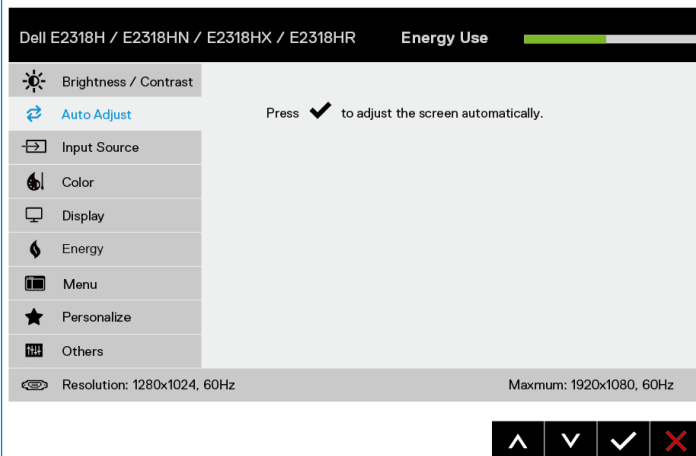 Dell E2318H / E2318HN / E2318HX / E2318HR Energy Use
Brightness / Contrast
Auto Adjust
Press ✔ to adjust the screen automatically.
Input Source
Color
Display
Energy
Menu
Personalize
Others
Resolution: 1280x1024, 60Hz Maxmum: 1920x1080, 60Hz